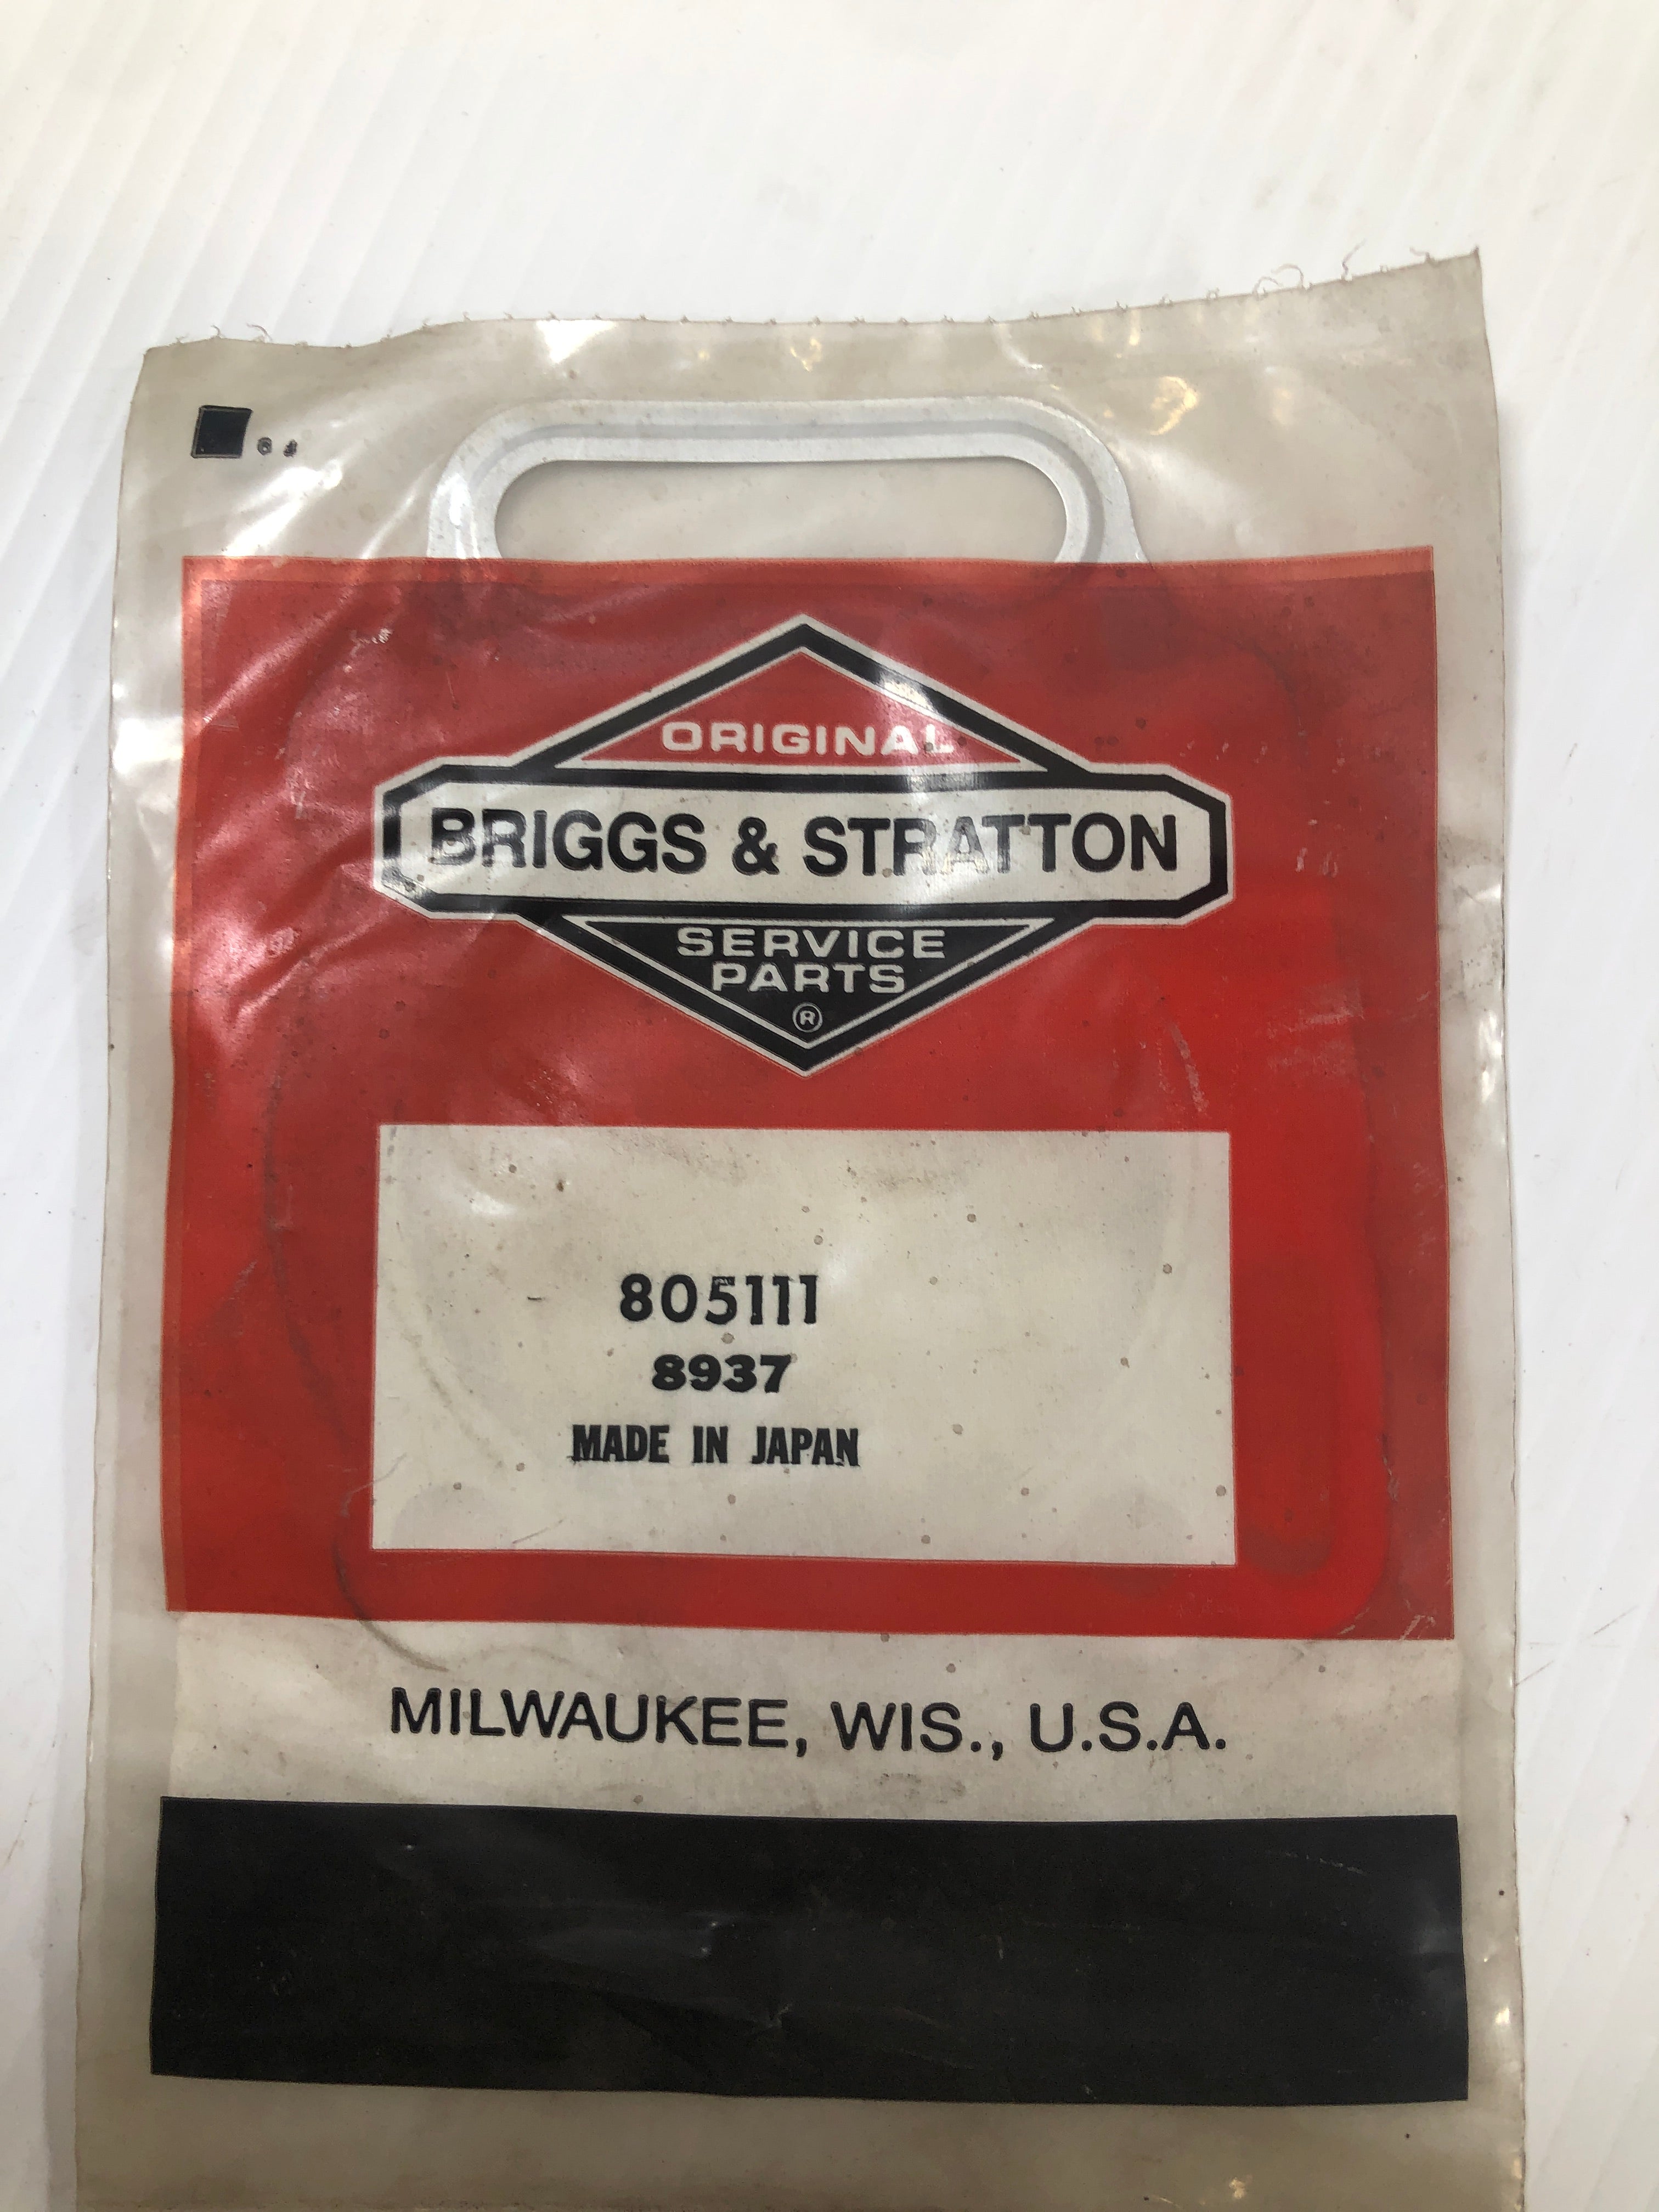 ORIGINAL
BRIGGS & STRATTON
SERVICE
PARTS
®
805111
8937
MADE IN JAPAN
MILWAUKEE, WIS., U.S.A.